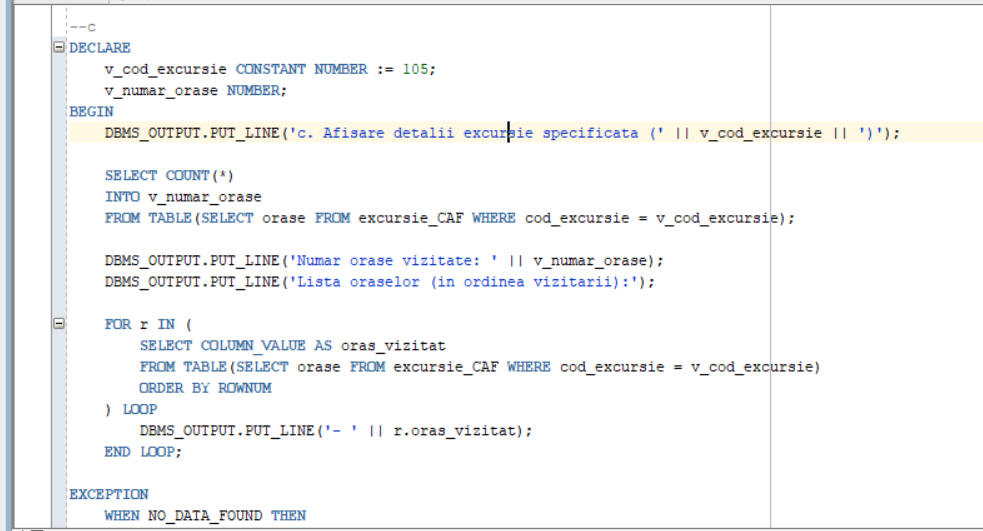 --c
DECLARE
    v_cod_excursie CONSTANT NUMBER := 105;
    v_numar_orase NUMBER;
BEGIN
    DBMS_OUTPUT.PUT_LINE('c. Afisare detalii excursie specificata (' || v_cod_excursie || ')');
    SELECT COUNT(*)
    INTO v_numar_orase
    FROM TABLE(SELECT orase FROM excursie_CAF WHERE cod_excursie = v_cod_excursie);
    DBMS_OUTPUT.PUT_LINE('Numar orase vizitate: ' || v_numar_orase);
    DBMS_OUTPUT.PUT_LINE('Lista oraselor (in ordinea vizitarii):');
    FOR r IN (
        SELECT COLUMN_VALUE AS oras_vizitat
        FROM TABLE(SELECT orase FROM excursie_CAF WHERE cod_excursie = v_cod_excursie)
        ORDER BY ROWNUM
    ) LOOP
        DBMS_OUTPUT.PUT_LINE('- ' || r.oras_vizitat);
    END LOOP;
EXCEPTION
    WHEN NO_DATA_FOUND THEN